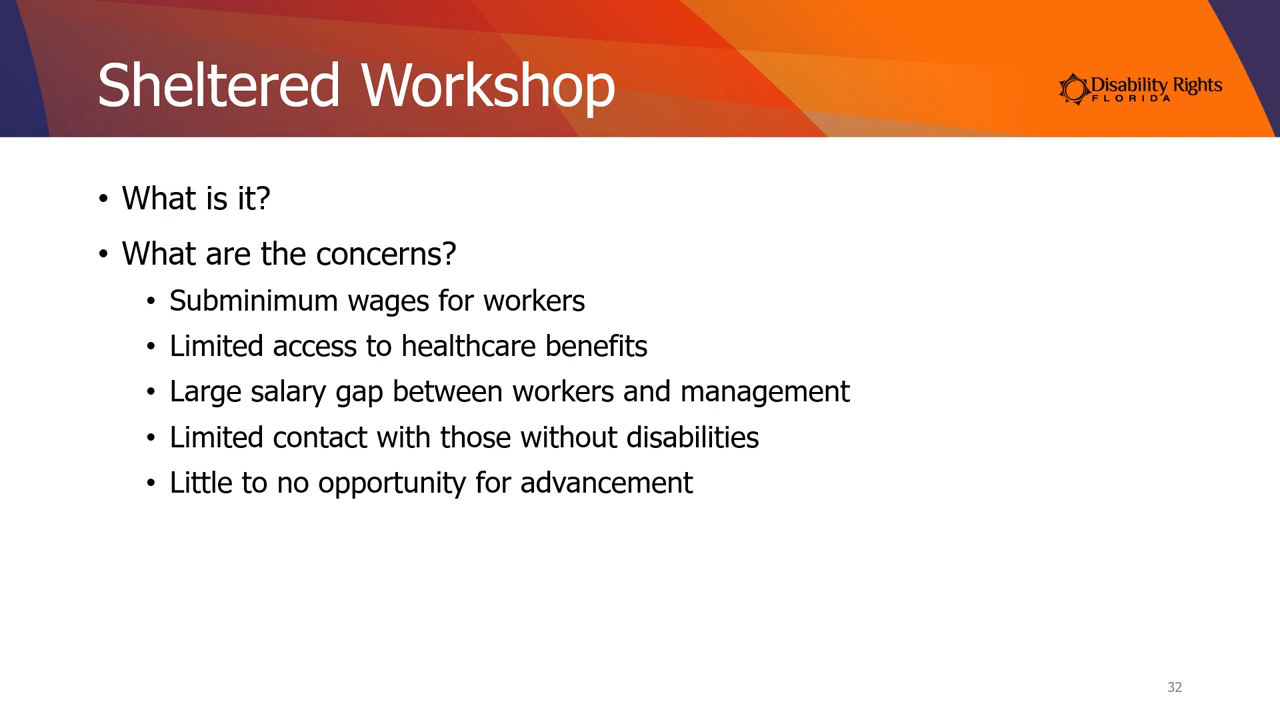 Sheltered Workshop
Disability Rights
FLORIDA
• What is it?
• What are the concerns?
• Subminimum wages for workers
• Limited access to healthcare benefits
• Large salary gap between workers and management
• Limited contact with those without disabilities
• Little to no opportunity for advancement
32